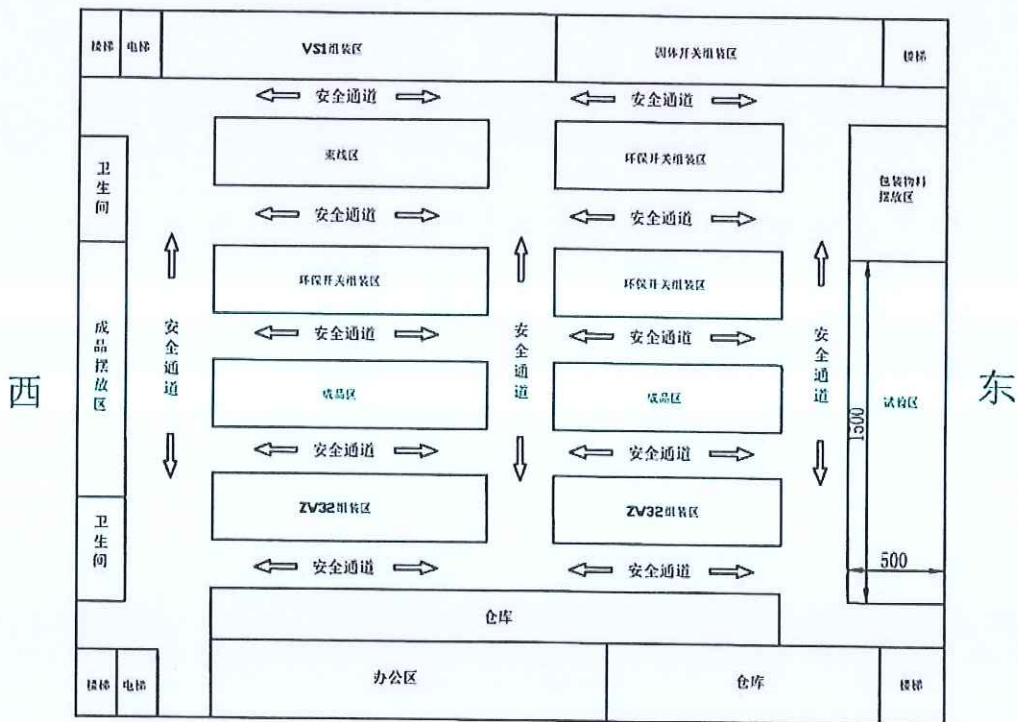 楼梯 电梯 VS1组装区 固体开关组装区 楼梯
安全通道 安全通道
束线区 环保开关组装区
卫生间
包装物料
摆放区
安全通道 安全通道
环保开关组装区 环保开关组装区
安全通道 安全通道
西
成品摆放区
安全通道
成品区
安全通道
成品区
安全通道
1500
试验区
东
安全通道 安全通道
ZW32组装区 ZW32组装区
卫生间
500
安全通道 安全通道
仓库
楼梯 电梯 办公区 仓库 楼梯